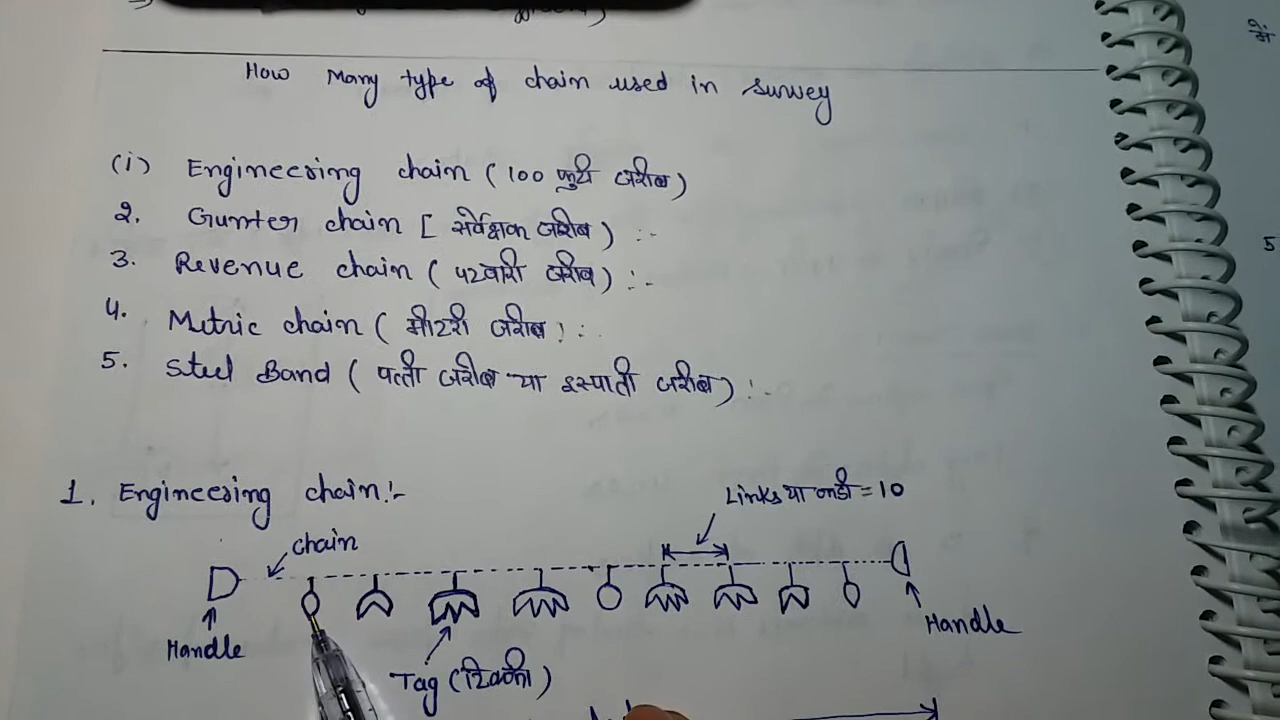 How Many type of chain used in survey
(i) Engineering chain (100 फुटी जरीब)
2. Gunter chain [ सर्वेक्षक जरीब) :-
3. Revenue chain ( पटवारी जरीब) :-
4. Metric chain ( मीटरी जरीब ) :-
5. Steel Band ( पत्ती जरीब या इस्पाती जरीब) :-
1. Engineering chain:-
Links या कडी = 10
chain
Handle
Handle
Tag (टिक्की)
5